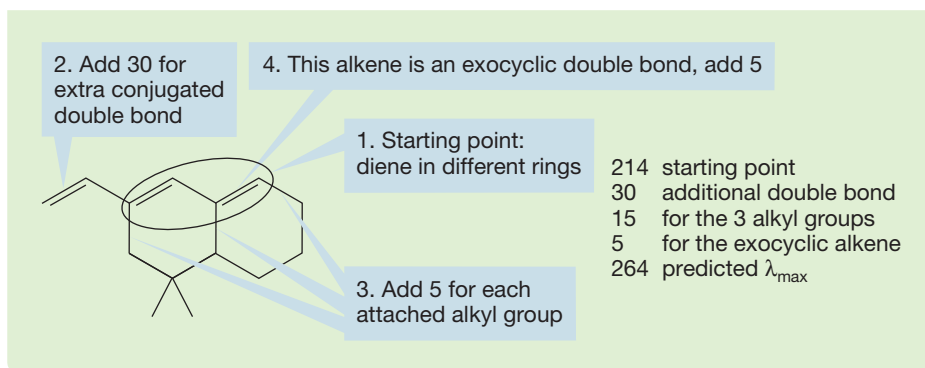 2. Add 30 for
extra conjugated
double bond
4. This alkene is an exocyclic double bond, add 5
1. Starting point:
diene in different rings
3. Add 5 for each
attached alkyl group
214 starting point
30 additional double bond
15 for the 3 alkyl groups
5 for the exocyclic alkene
264 predicted λmax